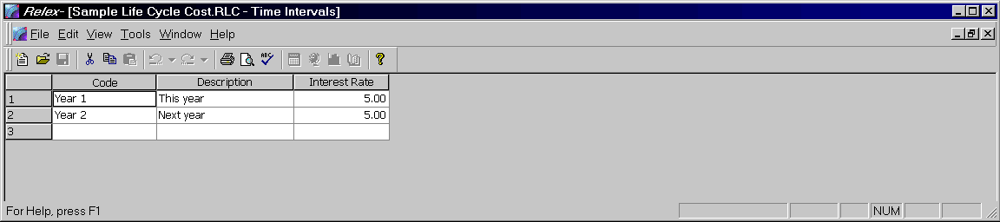 Relex- [Sample Life Cycle Cost.RLC - Time Intervals]
File Edit View Tools Window Help
ABC ?
Code Description Interest Rate
1 Year 1 This year 5.00
2 Year 2 Next year 5.00
3
For Help, press F1 NUM